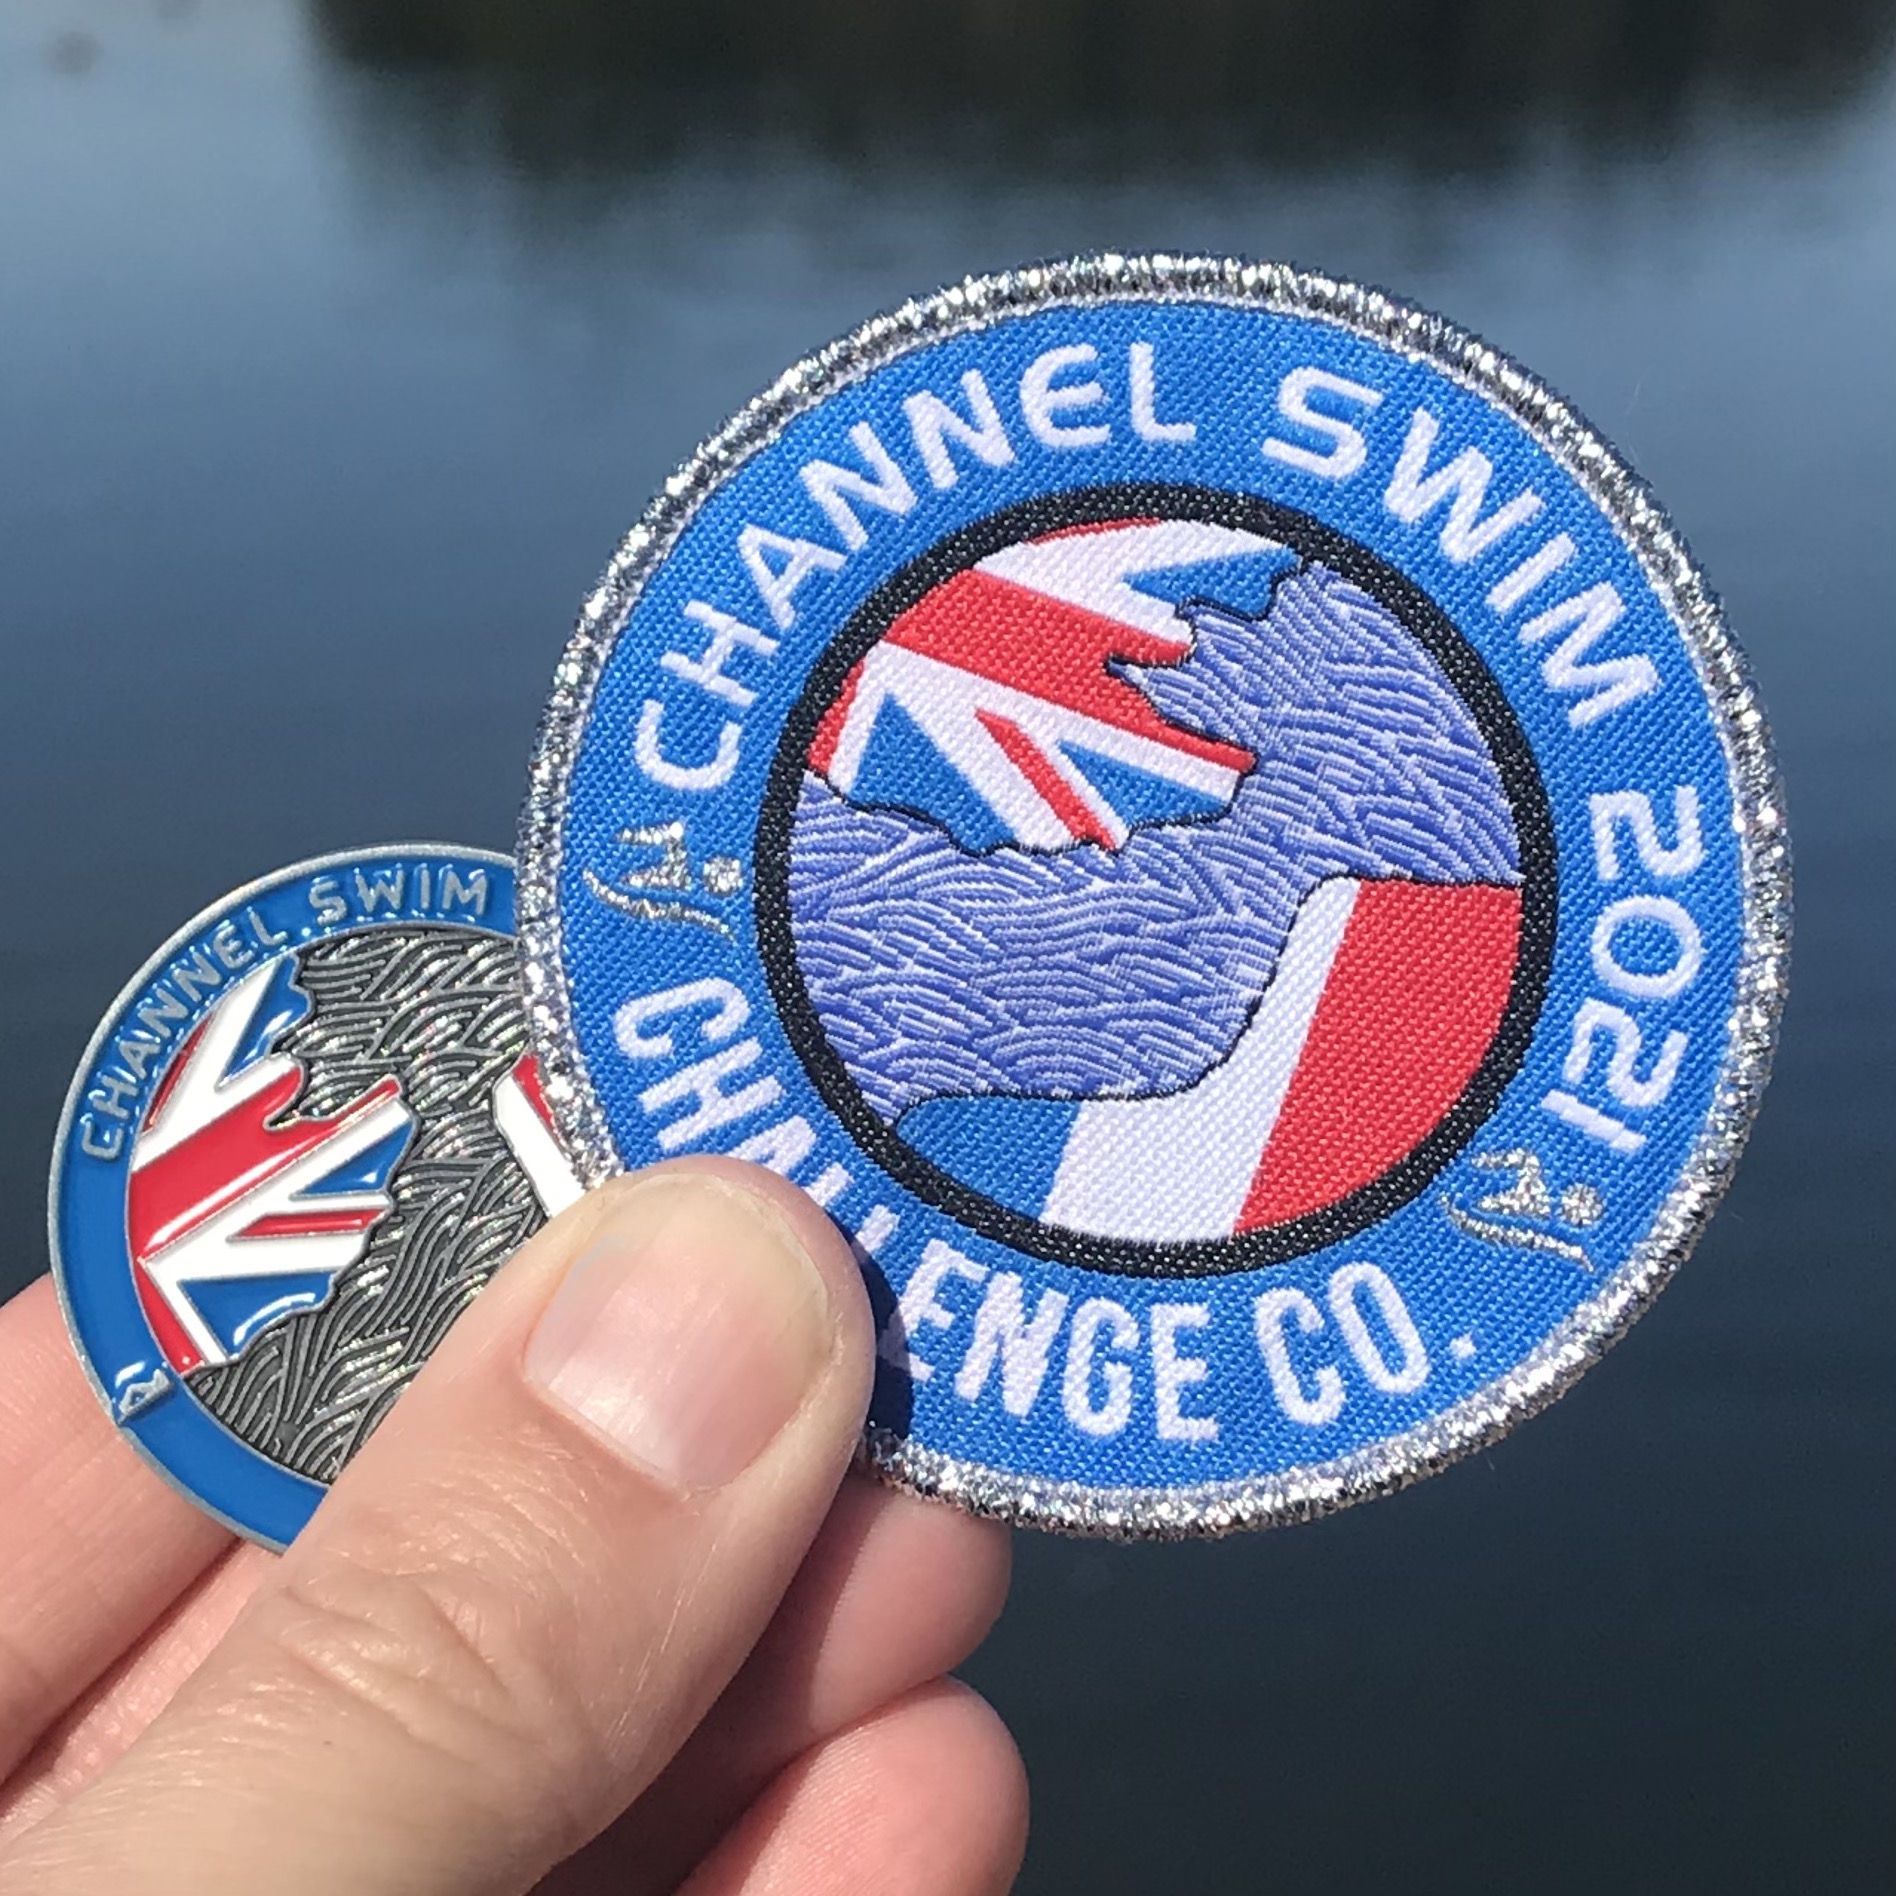 CHANNEL SWIM 2021
CHALLENGE CO.
CHANNEL SWIM